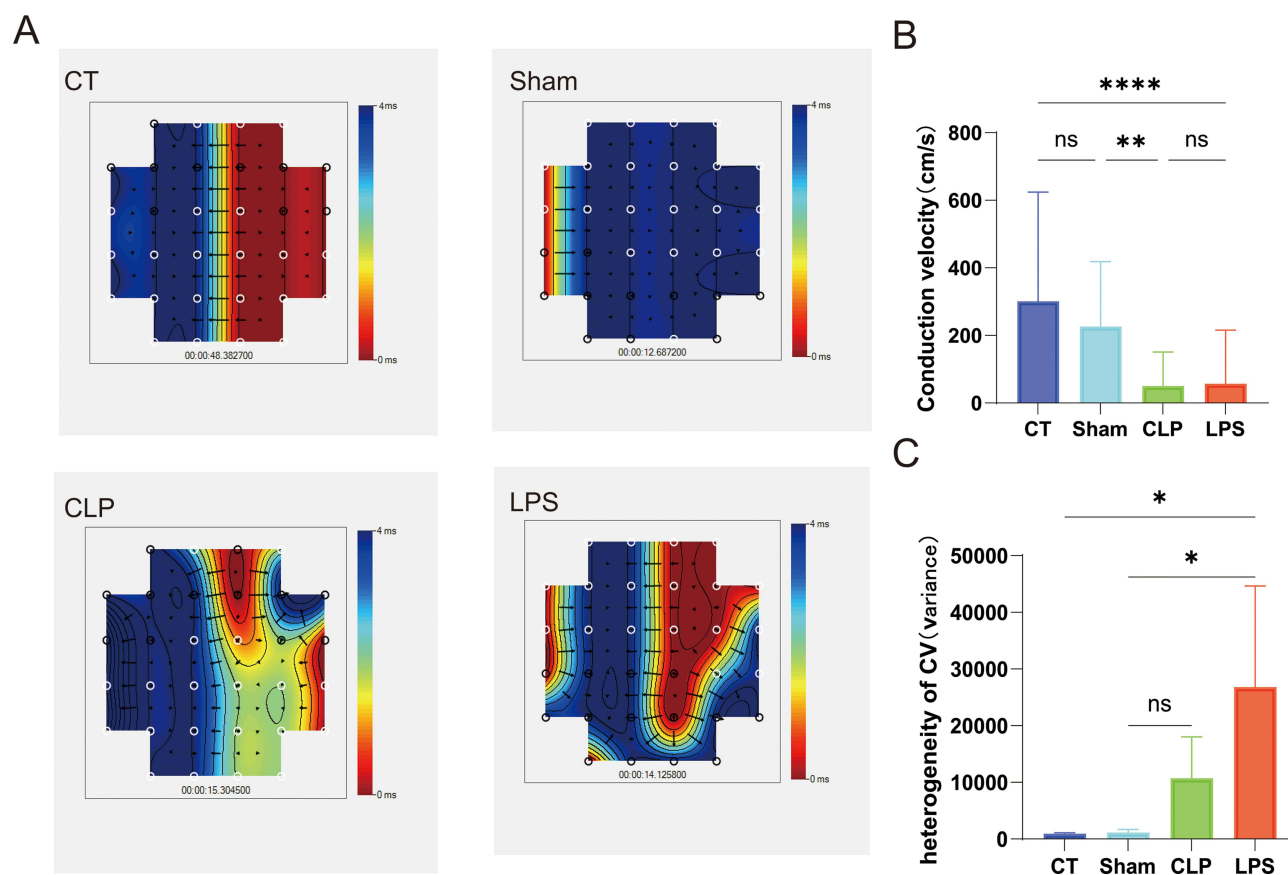 A
CT
4 ms
0 ms
00:00:48.382700
Sham
4 ms
0 ms
00:00:12.687200
CLP
4 ms
0 ms
00:00:15.304500
LPS
4 ms
0 ms
00:00:14.125800
B
****
ns
**
ns
Conduction velocity(cm/s)
800
600
400
200
0
CT
Sham
CLP
LPS
C
*
*
ns
heterogeneity of CV(variance)
50000
40000
30000
20000
10000
0
CT
Sham
CLP
LPS